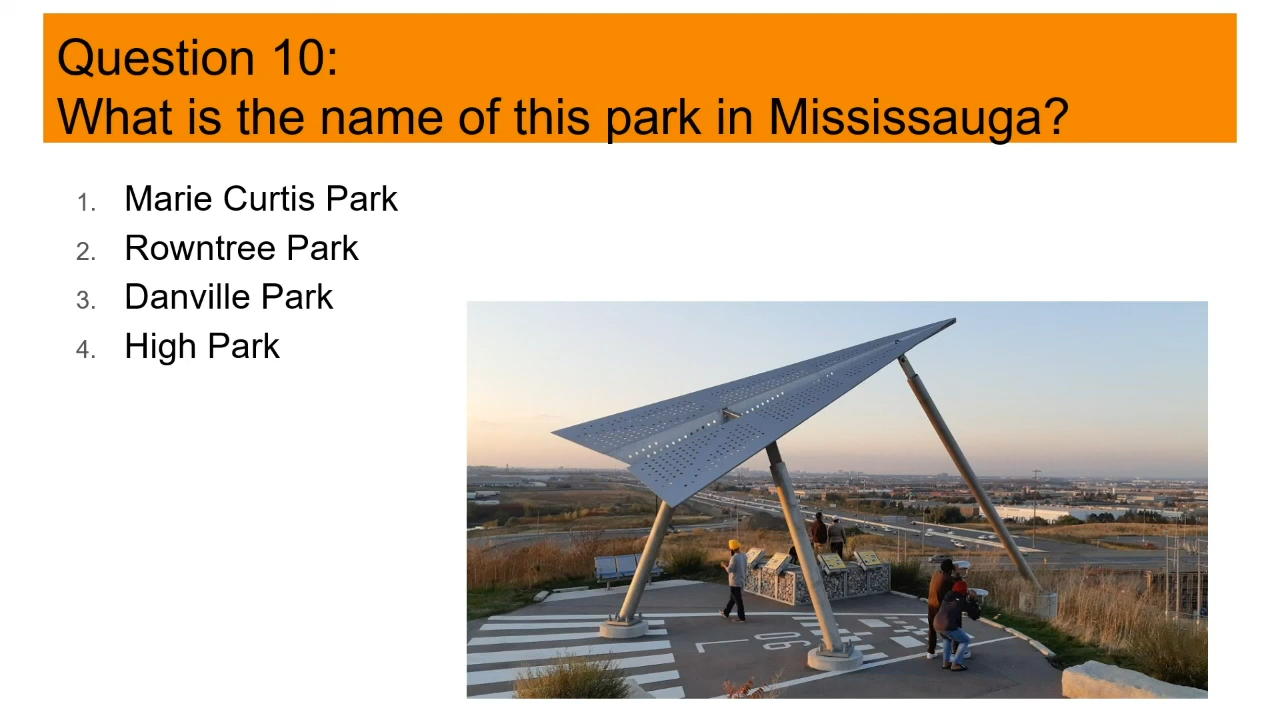 Question 10:
What is the name of this park in Mississauga?
1. Marie Curtis Park
2. Rowntree Park
3. Danville Park
4. High Park
06 L